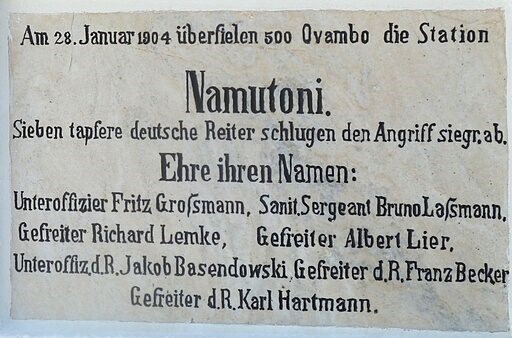 Am 28. Januar 1904 überfielen 500 Ovambo die Station
Namutoni.
Sieben tapfere deutsche Reiter schlugen den Angriff siegr. ab.
Ehre ihren Namen:
Unteroffizier Fritz Großmann, Sanit. Sergeant Bruno Laßmann,
Gefreiter Richard Lemke, Gefreiter Albert Lier,
Unteroffiz. d. R. Jakob Basendowski, Gefreiter d. R. Franz Becker
Gefreiter d. R. Karl Hartmann.